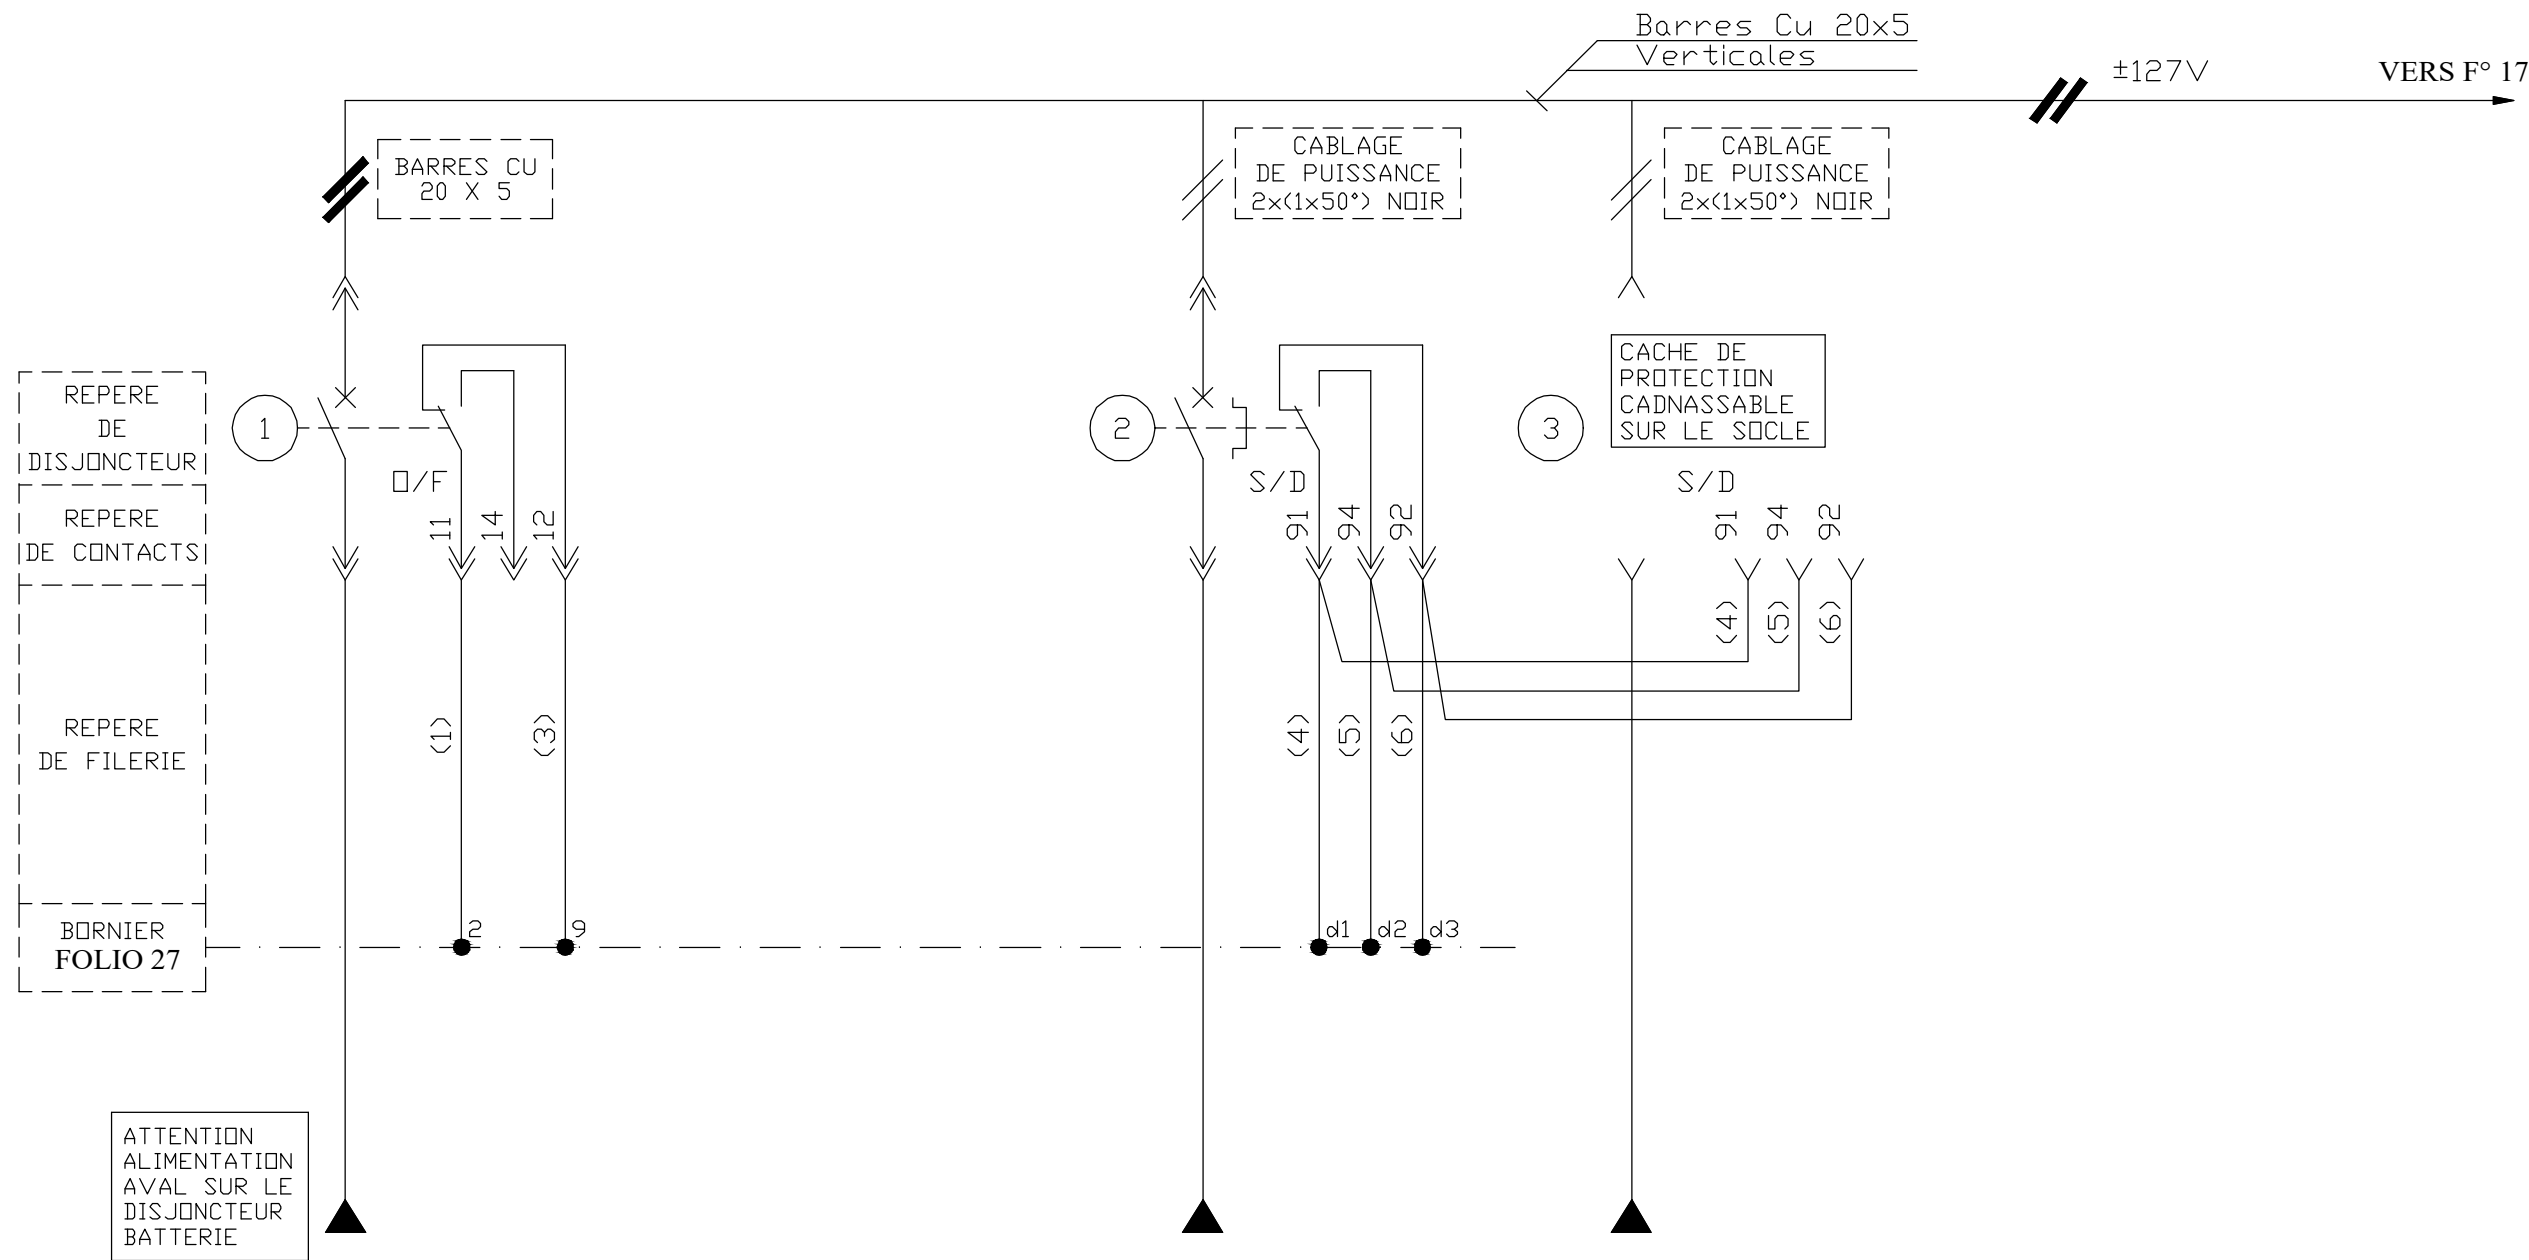 Barres Cu 20x5
Verticales
±127V
VERS F° 17
BARRES CU
20 X 5
CABLAGE
DE PUISSANCE
2x(1x50°) NOIR
CABLAGE
DE PUISSANCE
2x(1x50°) NOIR
REPERE
DE
DISJONCTEUR
1
O/F
2
S/D
3
CACHE DE
PROTECTION
CADNASSABLE
SUR LE SOCLE
S/D
REPERE
DE CONTACTS
11
14
12
91
94
92
91
94
92
REPERE
DE FILERIE
(1)
(3)
(4)
(5)
(6)
(4)
(5)
(6)
BORNIER
FOLIO 27
2
9
d1
d2
d3
ATTENTION
ALIMENTATION
AVAL SUR LE
DISJONCTEUR
BATTERIE